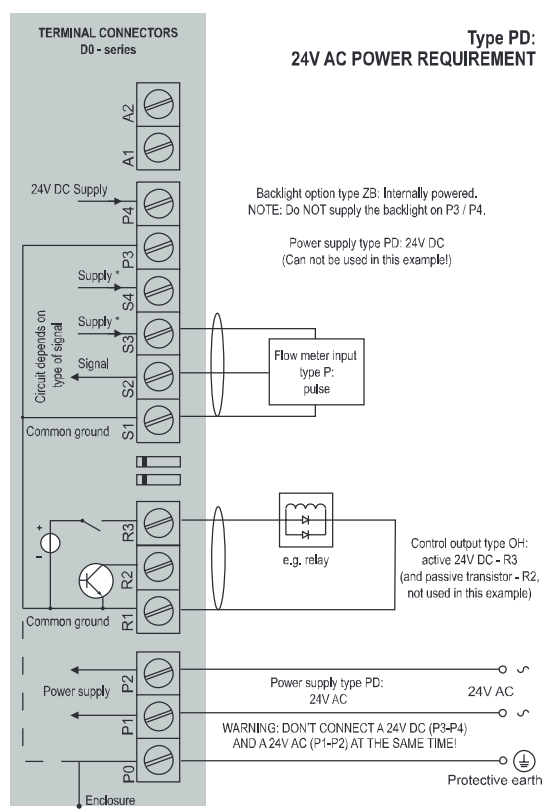 TERMINAL CONNECTORS
D0 - series
Type PD:
24V AC POWER REQUIREMENT
A2
A1
24V DC Supply
P4
Backlight option type ZB: Internally powered.
NOTE: Do NOT supply the backlight on P3 / P4.
P3
Power supply type PD: 24V DC
(Can not be used in this example!)
Supply *
S4
Supply *
S3
Circuit depends on
type of signal
Signal
S2
Flow meter input
type P:
pulse
Common ground
S1
+
-
R3
e.g. relay
R2
Control output type OH:
active 24V DC - R3
(and passive transistor - R2,
not used in this example)
Common ground
R1
P2
Power supply
Power supply type PD:
24V AC
24V AC
P1
WARNING: DON'T CONNECT A 24V DC (P3-P4)
AND A 24V AC (P1-P2) AT THE SAME TIME!
P0
Protective earth
Enclosure